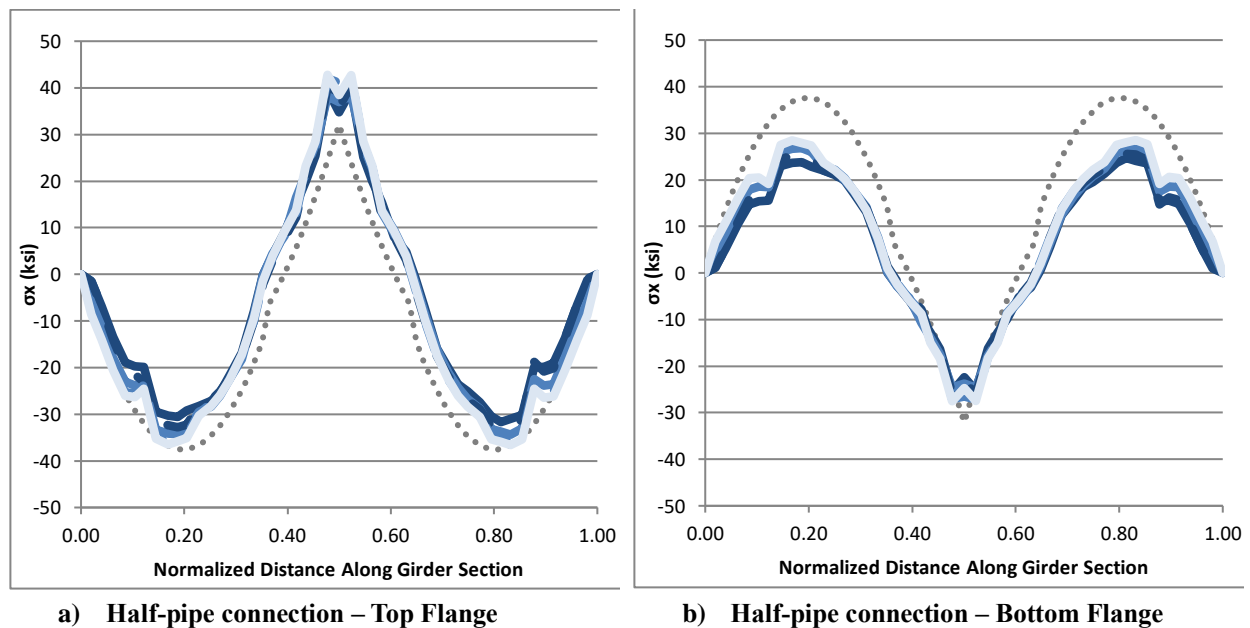 50
40
30
20
10
0
-10
-20
-30
-40
-50
σx (ksi)
0.00 0.20 0.40 0.60 0.80 1.00
Normalized Distance Along Girder Section
a) Half-pipe connection – Top Flange
50
40
30
20
10
0
-10
-20
-30
-40
-50
σx (ksi)
0.00 0.20 0.40 0.60 0.80 1.00
Normalized Distance Along Girder Section
b) Half-pipe connection – Bottom Flange